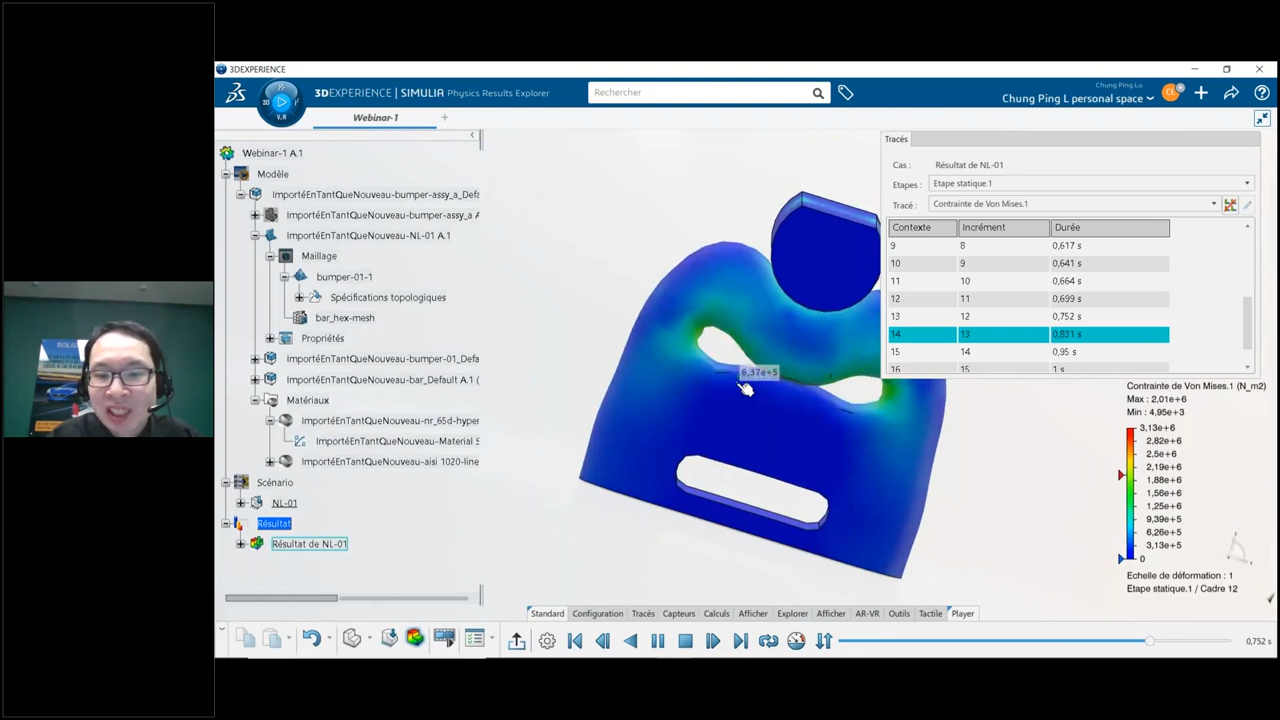 3DEXPERIENCE
3DEXPERIENCE | SIMULIA Physics Results Explorer
Rechercher
Chung Ping Lu
Chung Ping L personal space
3D
V.R
Webinar-1
Webinar-1 A.1
Modèle
ImportéEnTantQueNouveau-bumper-assy_a_Defa
ImportéEnTantQueNouveau-bumper-assy_a A
ImportéEnTantQueNouveau-NL-01 A.1
Maillage
bumper-01-1
Spécifications topologiques
bar_hex-mesh
Propriétés
ImportéEnTantQueNouveau-bumper-01_Defa
ImportéEnTantQueNouveau-bar_Default A.1 (
Matériaux
ImportéEnTantQueNouveau-nr_65d-hyper
ImportéEnTantQueNouveau-Material S
ImportéEnTantQueNouveau-aisi 1020-line
Scénario
NL-01
Résultat
Résultat de NL-01
6,37e+5
Tracés
Cas : Résultat de NL-01
Etapes : Etape statique.1
Tracé : Contrainte de Von Mises.1
Contexte Incrément Durée
9 8 0,617 s
10 9 0,641 s
11 10 0,664 s
12 11 0,699 s
13 12 0,752 s
14 13 0,831 s
15 14 0,95 s
16 15 1 s
Contrainte de Von Mises.1 (N_m2)
Max : 2,01e+6
Min : 4,95e+3
3,13e+6
2,82e+6
2,5e+6
2,19e+6
1,88e+6
1,56e+6
1,25e+6
9,39e+5
6,26e+5
3,13e+5
0
Echelle de déformation : 1
Etape statique.1 / Cadre 12
Standard Configuration Tracés Capteurs Calculs Afficher Explorer Afficher AR-VR Outils Tactile Player
0,752 s